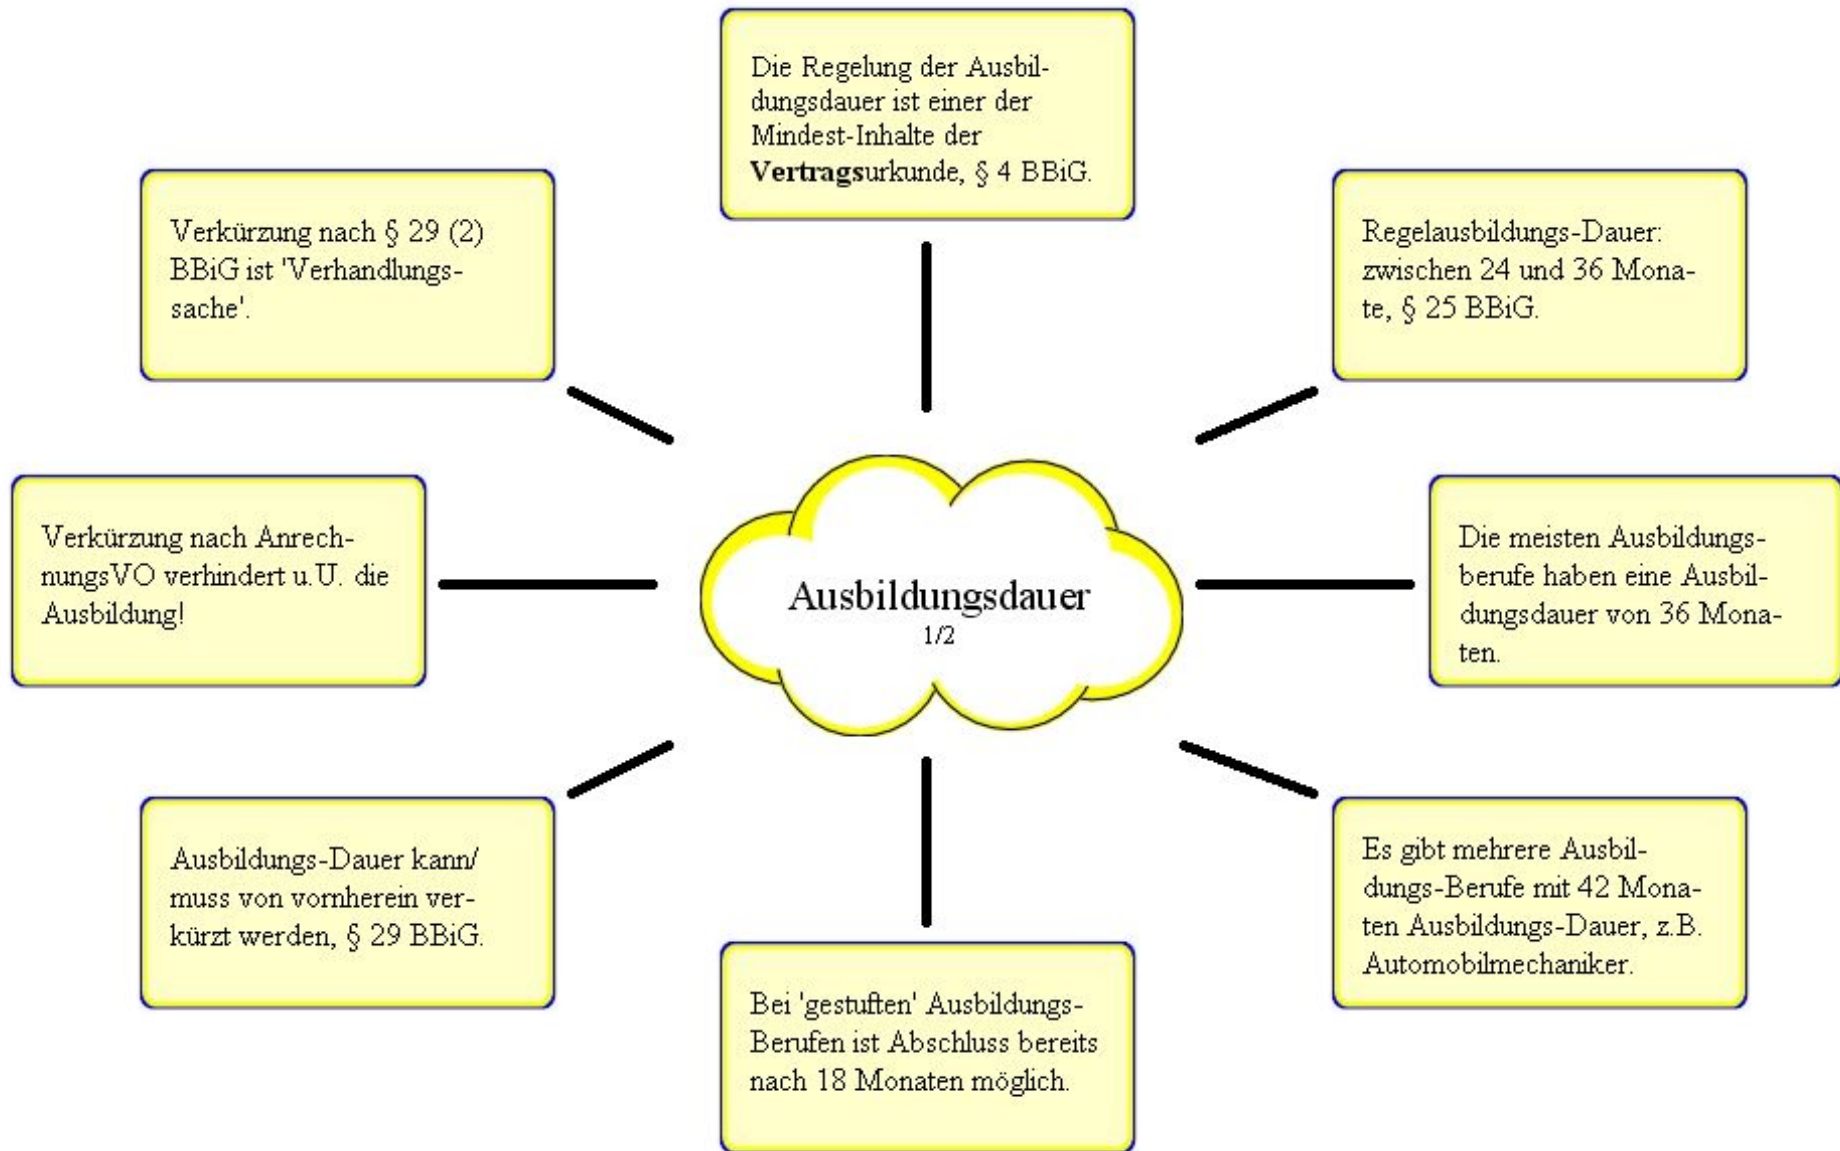 Die Regelung der Ausbil-
dungsdauer ist einer der
Mindest-Inhalte der
Vertragsurkunde, § 4 BBiG.
Verkürzung nach § 29 (2)
BBiG ist 'Verhandlungs-
sache'.
Regelausbildungs-Dauer:
zwischen 24 und 36 Mona-
te, § 25 BBiG.
Verkürzung nach Anrech-
nungsVO verhindert u.U. die
Ausbildung!
Ausbildungsdauer
1/2
Die meisten Ausbildungs-
berufe haben eine Ausbil-
dungsdauer von 36 Mona-
ten.
Ausbildungs-Dauer kann/
muss von vornherein ver-
kürzt werden, § 29 BBiG.
Es gibt mehrere Ausbil-
dungs-Berufe mit 42 Mona-
ten Ausbildungs-Dauer, z.B.
Automobilmechaniker.
Bei 'gestuften' Ausbildungs-
Berufen ist Abschluss bereits
nach 18 Monaten möglich.